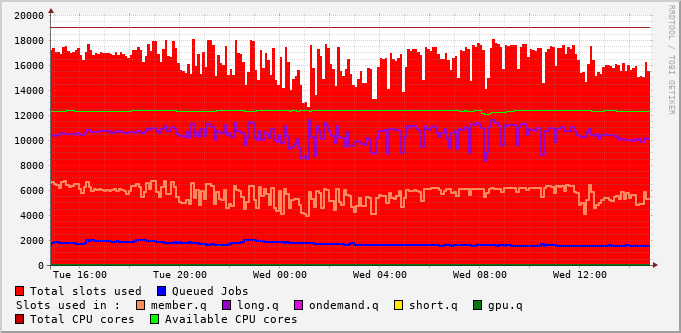 20000
18000
16000
14000
12000
10000
8000
6000
4000
2000
0
Tue 16:00 Tue 20:00 Wed 00:00 Wed 04:00 Wed 08:00 Wed 12:00
Total slots used Queued Jobs
Slots used in : member.q long.q ondemand.q short.q gpu.q
Total CPU cores Available CPU cores
RRDTOOL / TOBI OETIKER